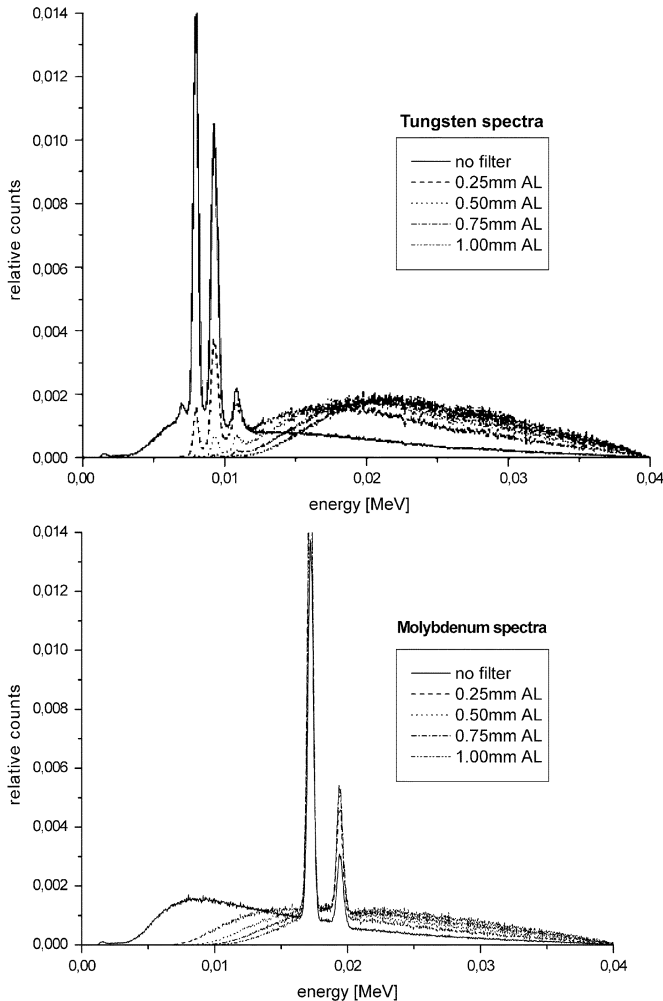 0,014
0,012
0,010
0,008
0,006
0,004
0,002
0,000
relative counts
Tungsten spectra
no filter
0.25mm AL
0.50mm AL
0.75mm AL
1.00mm AL
0,00 0,01 0,02 0,03 0,04
energy [MeV]
0,014
0,012
0,010
0,008
0,006
0,004
0,002
0,000
relative counts
Molybdenum spectra
no filter
0.25mm AL
0.50mm AL
0.75mm AL
1.00mm AL
0,00 0,01 0,02 0,03 0,04
energy [MeV]